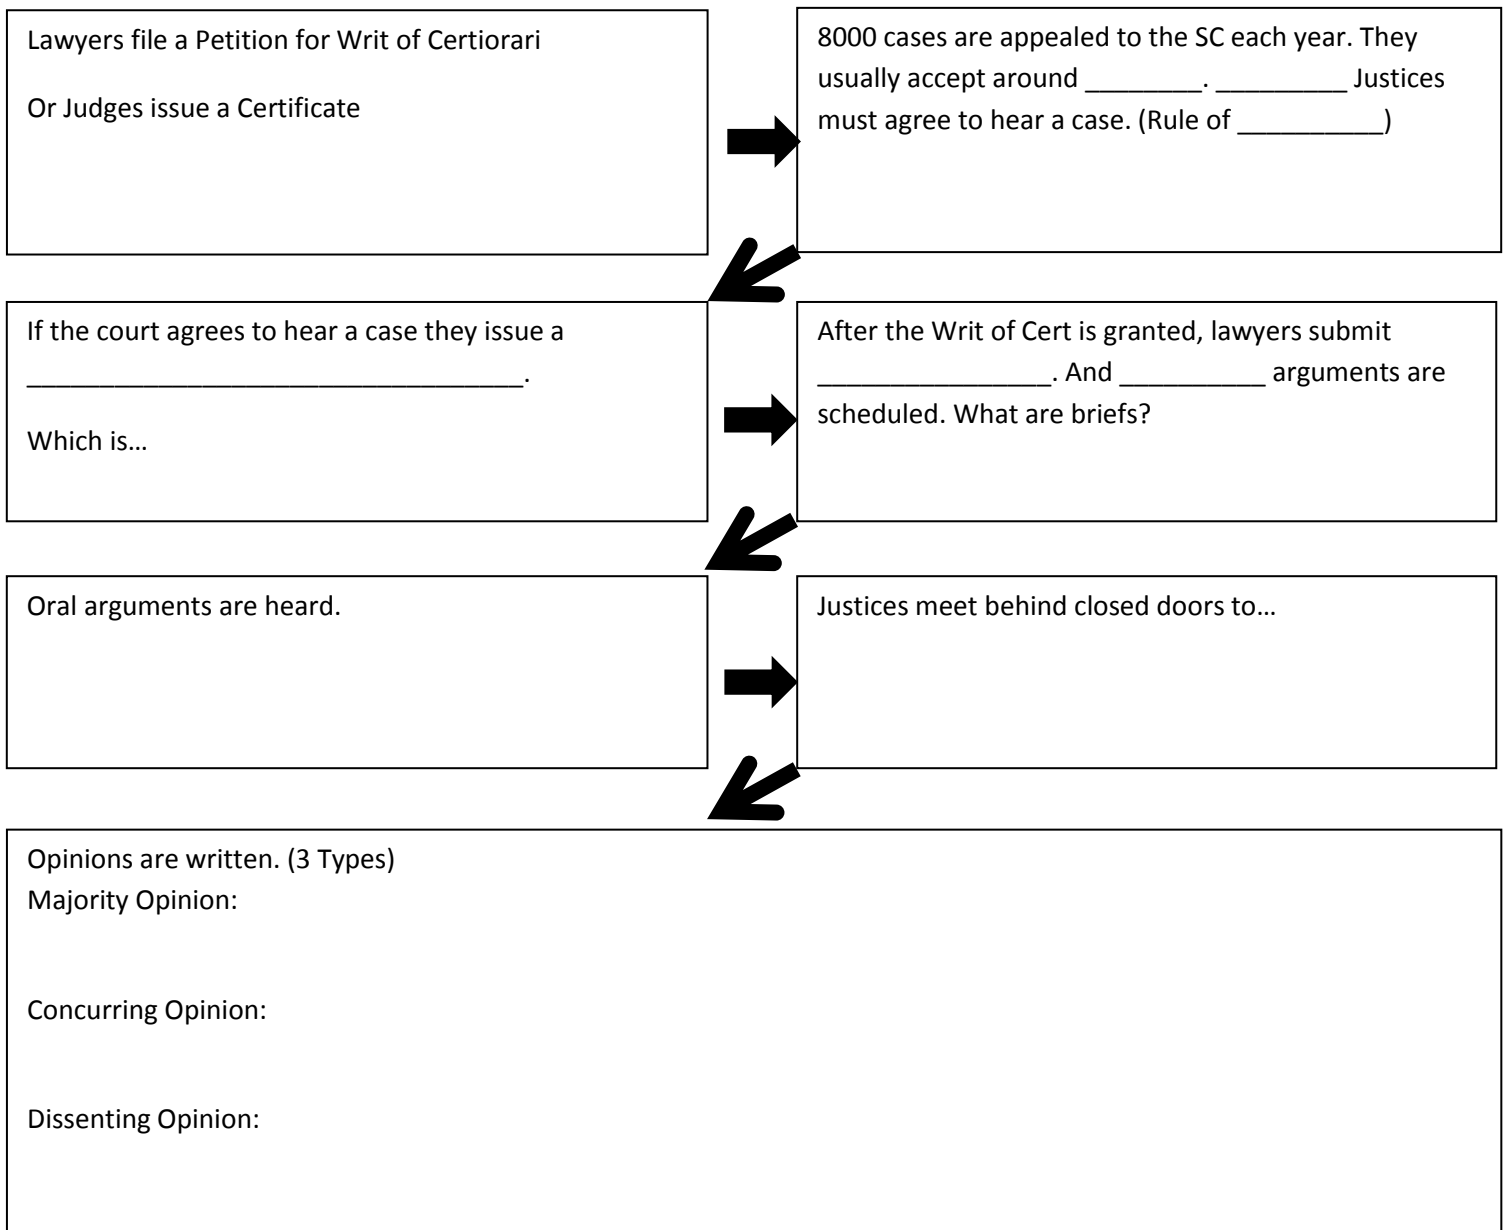 Lawyers file a Petition for Writ of Certiorari
Or Judges issue a Certificate
8000 cases are appealed to the SC each year. They
usually accept around ________. _________ Justices
must agree to hear a case. (Rule of __________)
If the court agrees to hear a case they issue a
__________________________________.
Which is…
After the Writ of Cert is granted, lawyers submit
________________. And __________ arguments are
scheduled. What are briefs?
Oral arguments are heard.
Justices meet behind closed doors to…
Opinions are written. (3 Types)
Majority Opinion:
Concurring Opinion:
Dissenting Opinion: